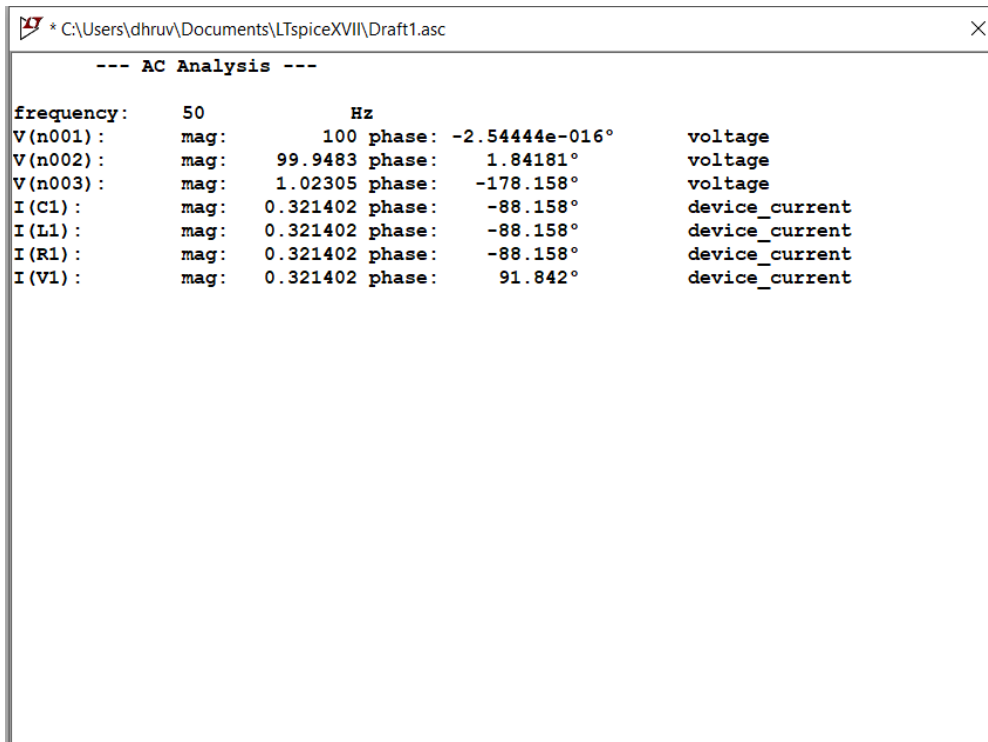 * C:\Users\dhruv\Documents\LTspiceXVII\Draft1.asc
--- AC Analysis ---
frequency: 50 Hz
V(n001): mag: 100 phase: -2.54444e-016° voltage
V(n002): mag: 99.9483 phase: 1.84181° voltage
V(n003): mag: 1.02305 phase: -178.158° voltage
I(C1): mag: 0.321402 phase: -88.158° device_current
I(L1): mag: 0.321402 phase: -88.158° device_current
I(R1): mag: 0.321402 phase: -88.158° device_current
I(V1): mag: 0.321402 phase: 91.842° device_current